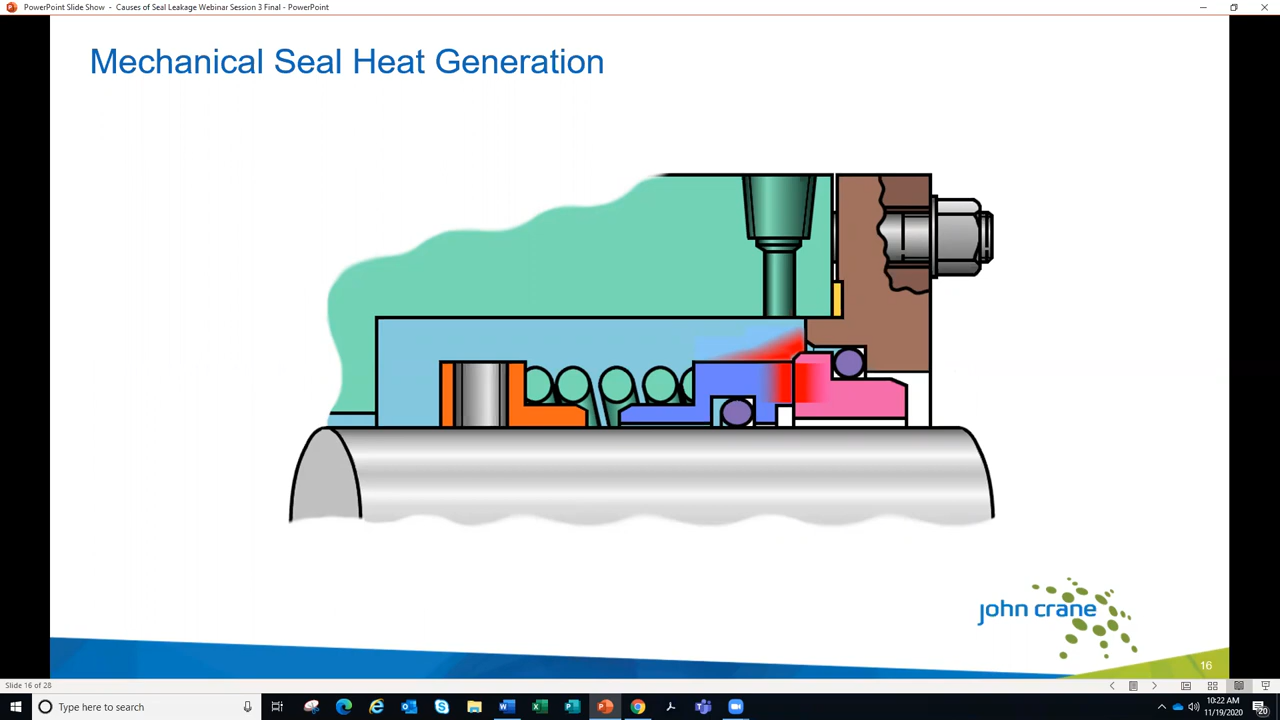 PowerPoint Slide Show - Causes of Seal Leakage Webinar Session 3 Final - PowerPoint
Mechanical Seal Heat Generation
john crane
16
Slide 16 of 28
Type here to search
10:22 AM
11/19/2020
20